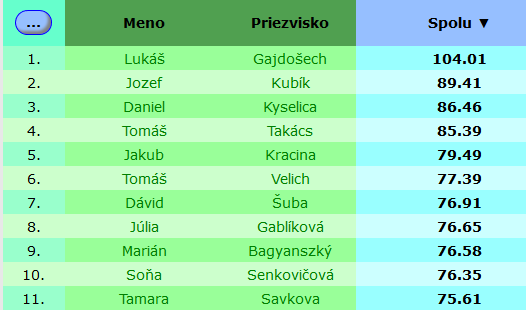 ... Meno Priezvisko Spolu ▼
1. Lukáš Gajdošech 104.01
2. Jozef Kubík 89.41
3. Daniel Kyselica 86.46
4. Tomáš Takács 85.39
5. Jakub Kracina 79.49
6. Tomáš Velich 77.39
7. Dávid Šuba 76.91
8. Júlia Gablíková 76.65
9. Marián Bagyanszký 76.58
10. Soňa Senkovičová 76.35
11. Tamara Savkova 75.61